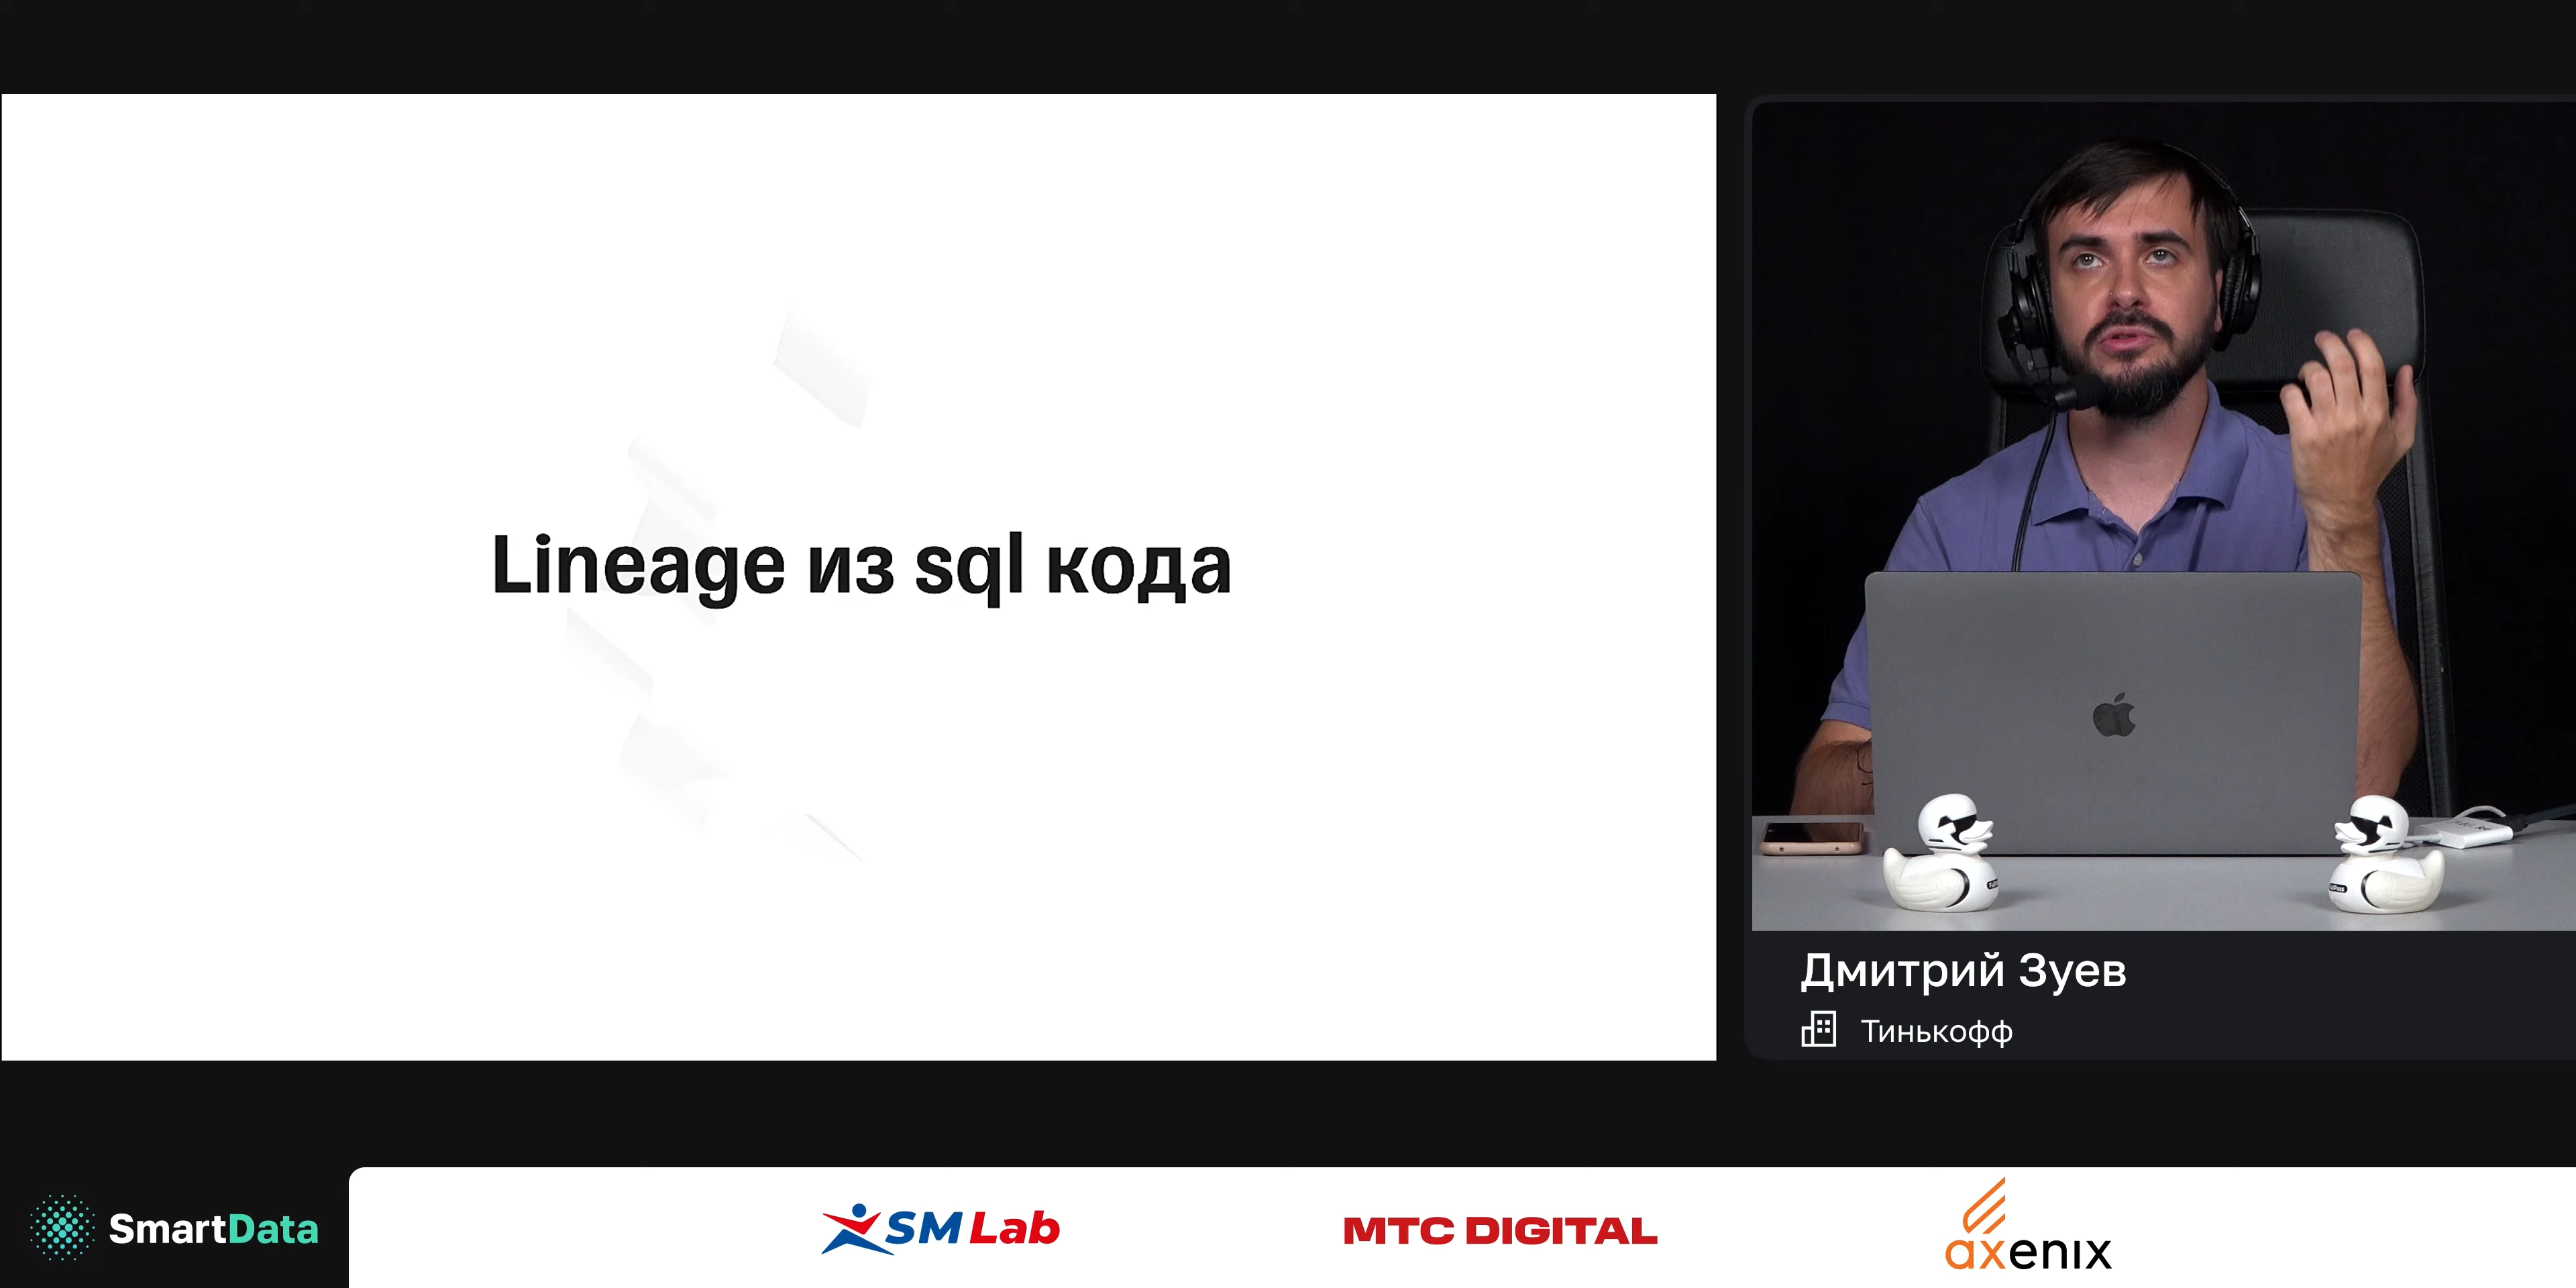 Lineage из sql кода
Дмитрий Зуев
Тинькофф
SmartData
SM Lab
МТС DIGITAL
axenix